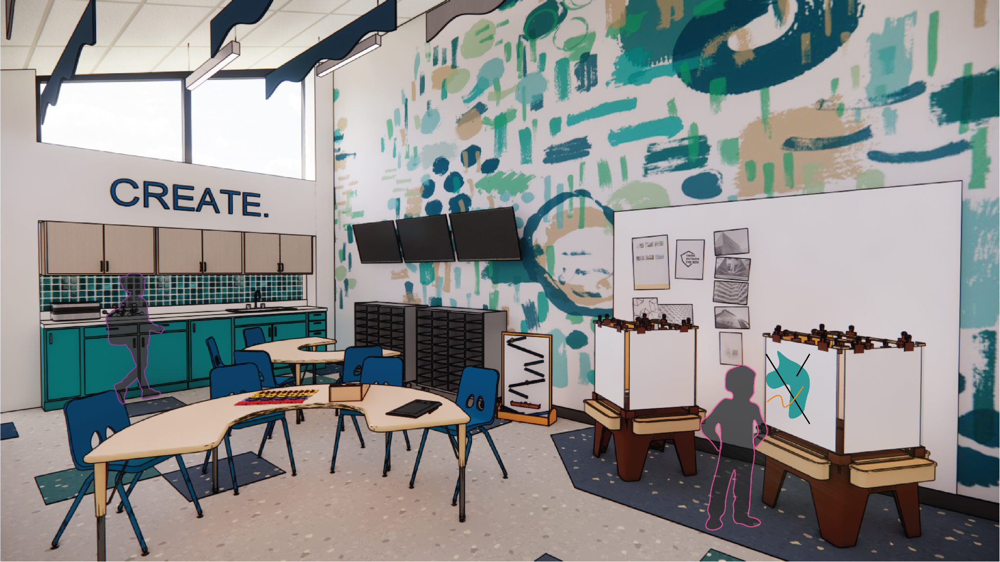 CREATE.
THINK
OUTSIDE
THE BOX